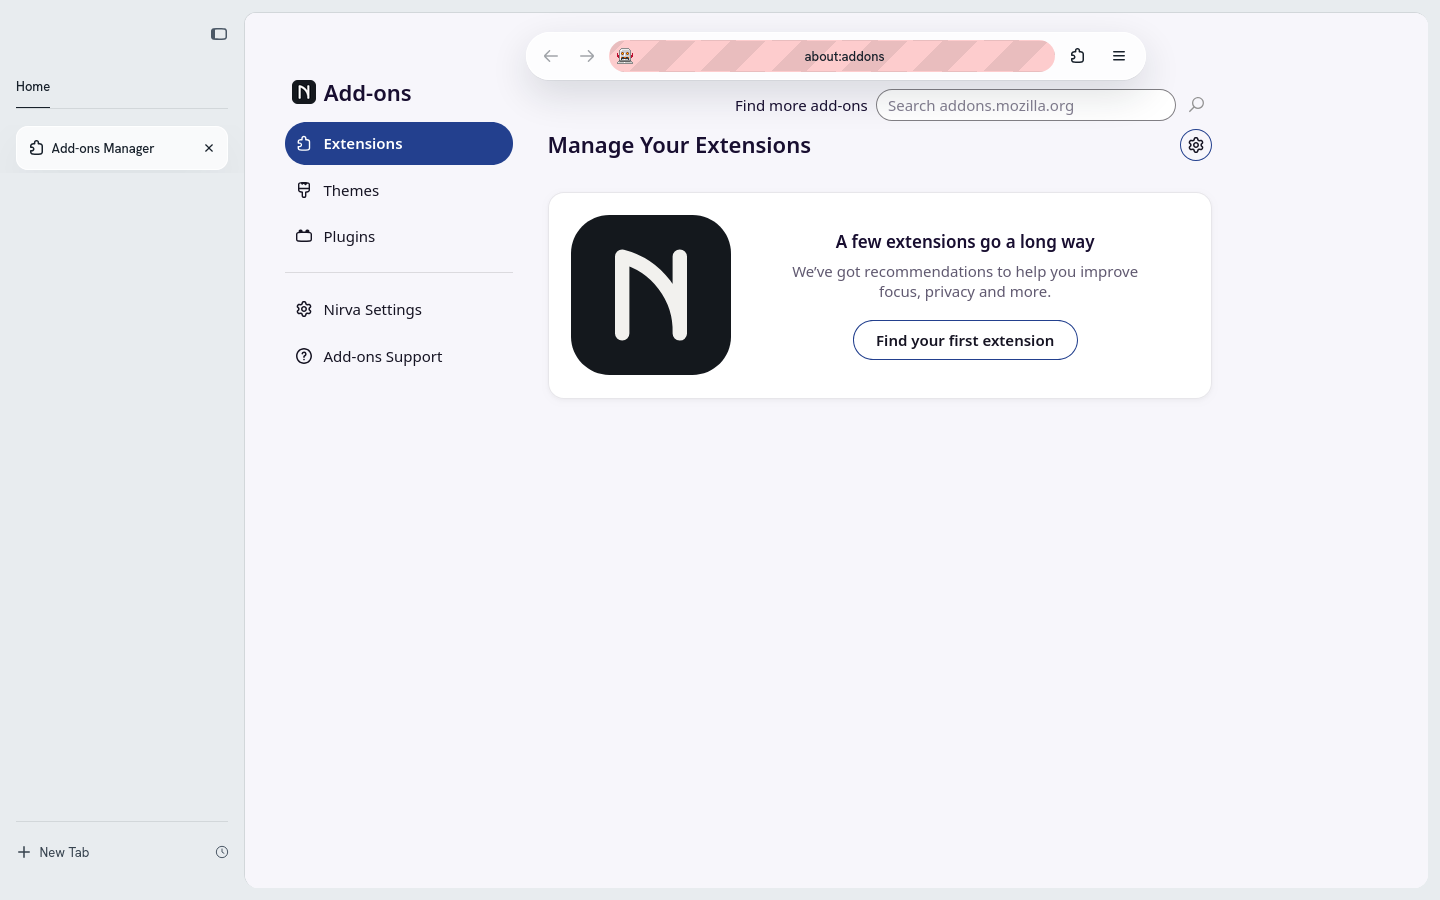 Home
Add-ons Manager
New Tab
about:addons
Add-ons
Find more add-ons
Search addons.mozilla.org
Extensions
Themes
Plugins
Nirva Settings
Add-ons Support
Manage Your Extensions
A few extensions go a long way
We’ve got recommendations to help you improve
focus, privacy and more.
Find your first extension